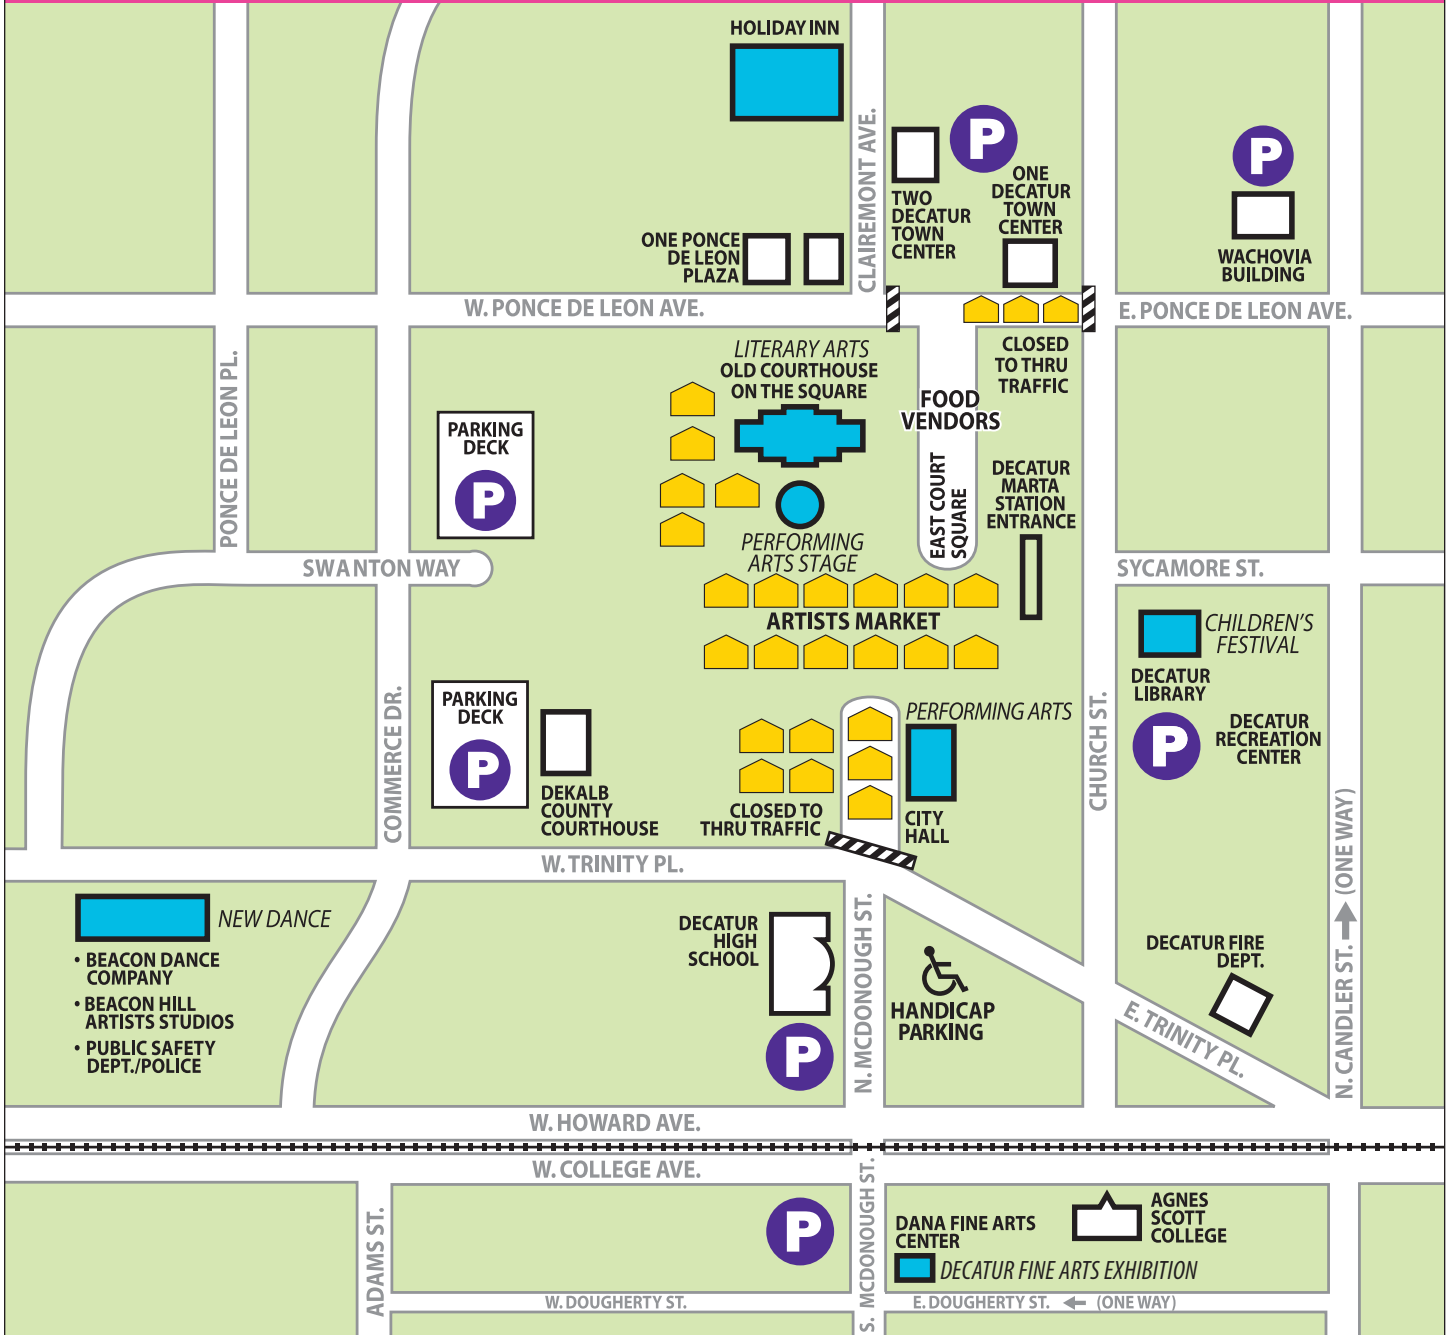 HOLIDAY INN
CLAIREMONT AVE.
P
TWO
DECATUR
TOWN
CENTER
ONE
DECATUR
TOWN
CENTER
P
WACHOVIA
BUILDING
ONE PONCE
DE LEON
PLAZA
W. PONCE DE LEON AVE.
E. PONCE DE LEON AVE.
PONCE DE LEON PL.
LITERARY ARTS
OLD COURTHOUSE
ON THE SQUARE
CLOSED
TO THRU
TRAFFIC
FOOD
VENDORS
PARKING
DECK
P
EAST COURT
SQUARE
DECATUR
MARTA
STATION
ENTRANCE
PERFORMING
ARTS STAGE
SWANTON WAY
SYCAMORE ST.
ARTISTS MARKET
CHILDREN'S
FESTIVAL
DECATUR
LIBRARY
P
DECATUR
RECREATION
CENTER
PARKING
DECK
P
COMMERCE DR.
DEKALB
COUNTY
COURTHOUSE
PERFORMING ARTS
CITY
HALL
CLOSED TO
THRU TRAFFIC
CHURCH ST.
W. TRINITY PL.
N. CANDLER ST. (ONE WAY)
NEW DANCE
• BEACON DANCE
COMPANY
• BEACON HILL
ARTISTS STUDIOS
• PUBLIC SAFETY
DEPT./POLICE
DECATUR
HIGH
SCHOOL
P
N. MCDONOUGH ST.
HANDICAP
PARKING
DECATUR FIRE
DEPT.
E. TRINITY PL.
W. HOWARD AVE.
W. COLLEGE AVE.
ADAMS ST.
P
S. MCDONOUGH ST.
DANA FINE ARTS
CENTER
AGNES
SCOTT
COLLEGE
DECATUR FINE ARTS EXHIBITION
W. DOUGHERTY ST.
E. DOUGHERTY ST. (ONE WAY)